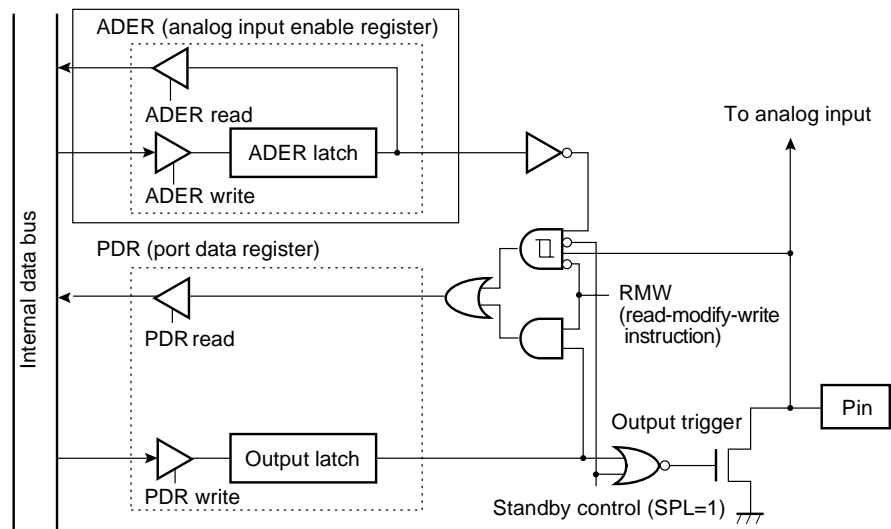 ADER (analog input enable register)
ADER read
ADER latch
ADER write
To analog input
Internal data bus
PDR (port data register)
PDR read
RMW
(read-modify-write
instruction)
Output trigger
Pin
Output latch
PDR write
Standby control (SPL=1)